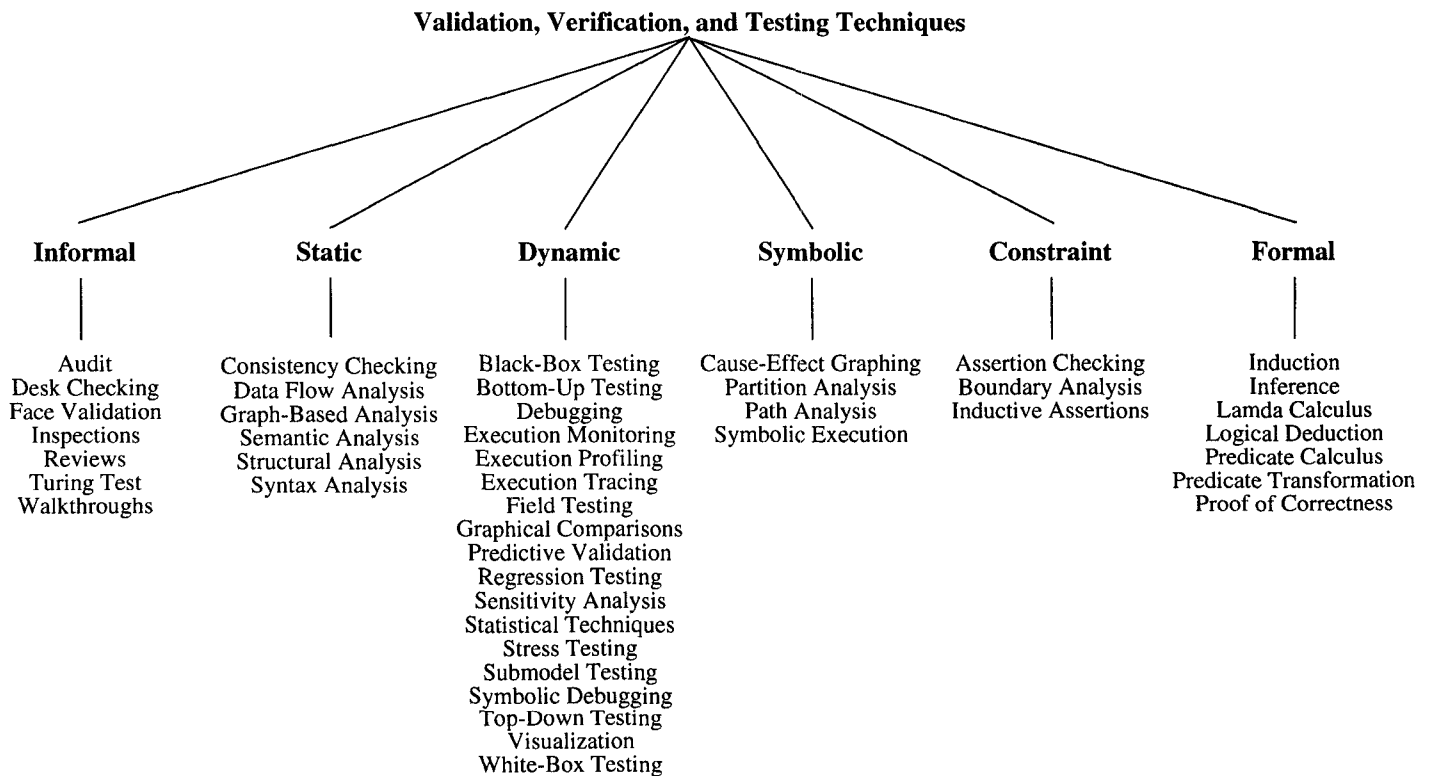 Validation, Verification, and Testing Techniques
Informal
Audit
Desk Checking
Face Validation
Inspections
Reviews
Turing Test
Walkthroughs
Static
Consistency Checking
Data Flow Analysis
Graph-Based Analysis
Semantic Analysis
Structural Analysis
Syntax Analysis
Dynamic
Black-Box Testing
Bottom-Up Testing
Debugging
Execution Monitoring
Execution Profiling
Execution Tracing
Field Testing
Graphical Comparisons
Predictive Validation
Regression Testing
Sensitivity Analysis
Statistical Techniques
Stress Testing
Submodel Testing
Symbolic Debugging
Top-Down Testing
Visualization
White-Box Testing
Symbolic
Cause-Effect Graphing
Partition Analysis
Path Analysis
Symbolic Execution
Constraint
Assertion Checking
Boundary Analysis
Inductive Assertions
Formal
Induction
Inference
Lamda Calculus
Logical Deduction
Predicate Calculus
Predicate Transformation
Proof of Correctness